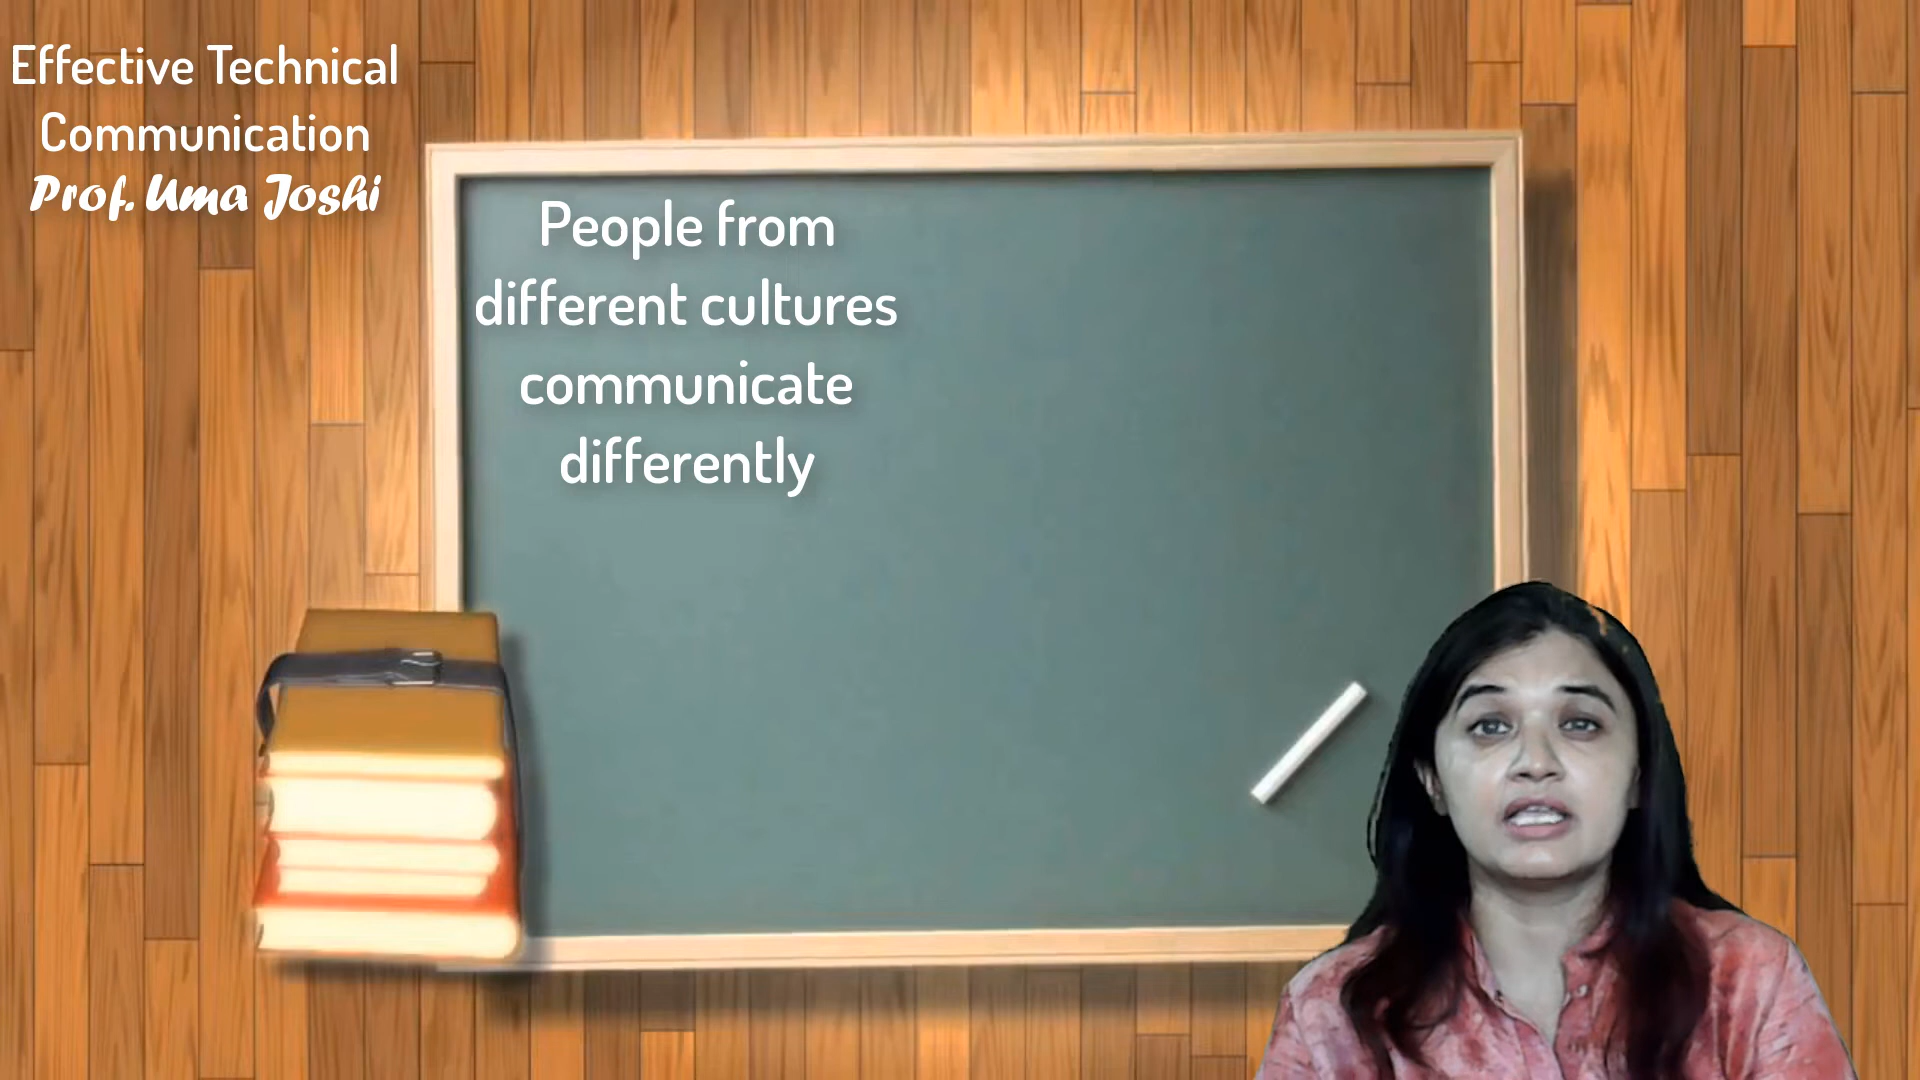 Effective Technical
Communication
Prof. Uma Joshi
People from
different cultures
communicate
differently